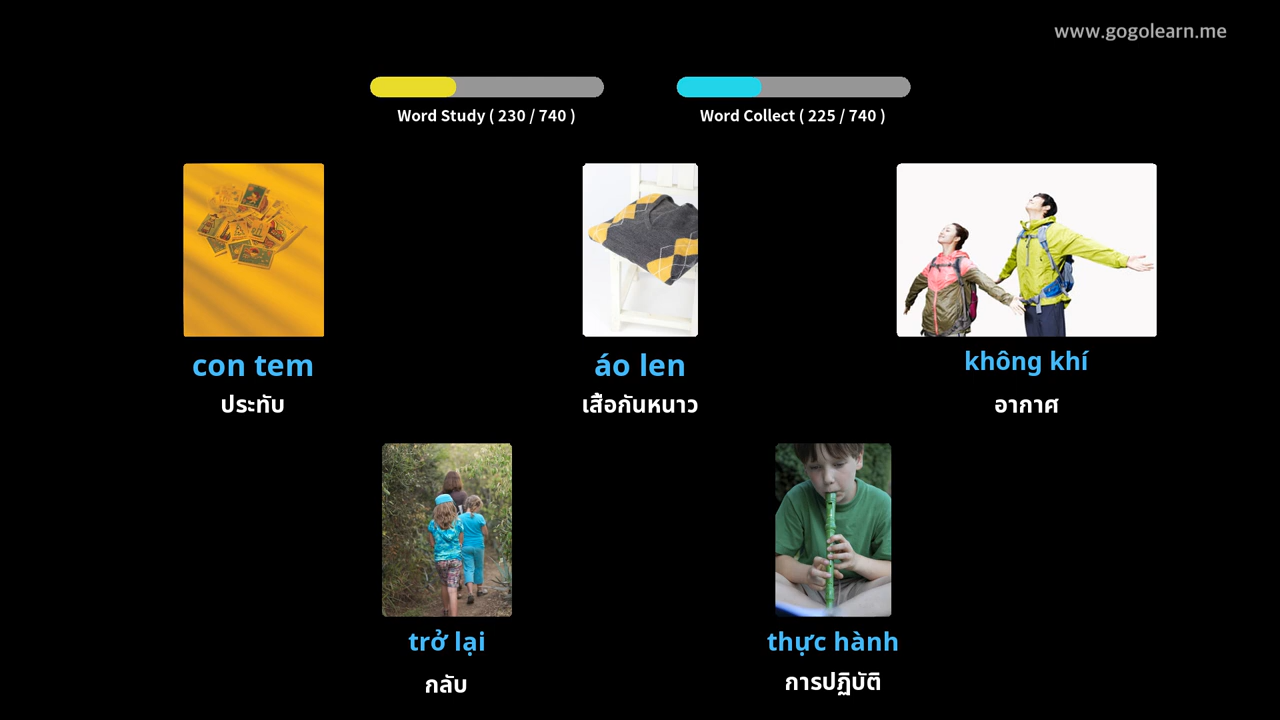 www.gogolearn.me
Word Study ( 230 / 740 )
Word Collect ( 225 / 740 )
con tem
ประทับ
áo len
เสื้อกันหนาว
không khí
อากาศ
trở lại
กลับ
thực hành
การปฏิบัติ